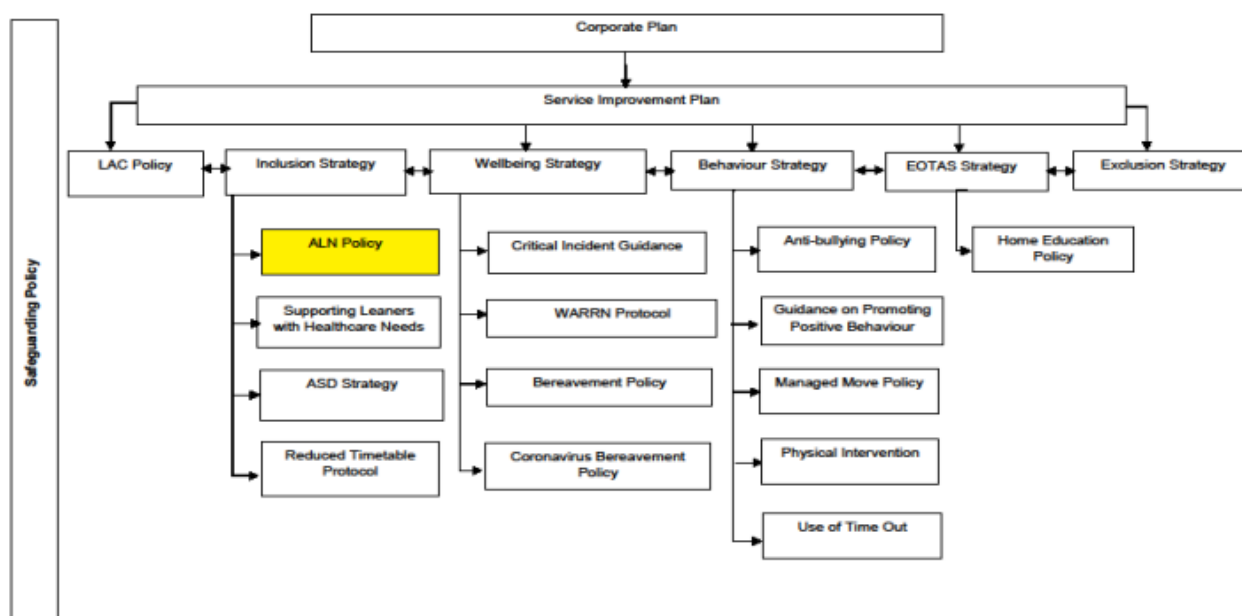 Corporate Plan
Service Improvement Plan
LAC Policy
Inclusion Strategy
Wellbeing Strategy
Behaviour Strategy
EOTAS Strategy
Exclusion Strategy
ALN Policy
Critical Incident Guidance
Anti-bullying Policy
Home Education
Policy
Supporting Leaners
with Healthcare Needs
WARRN Protocol
Guidance on Promoting
Positive Behaviour
ASD Strategy
Bereavement Policy
Managed Move Policy
Reduced Timetable
Protocol
Coronavirus Bereavement
Policy
Physical Intervention
Use of Time Out
Safeguarding Policy